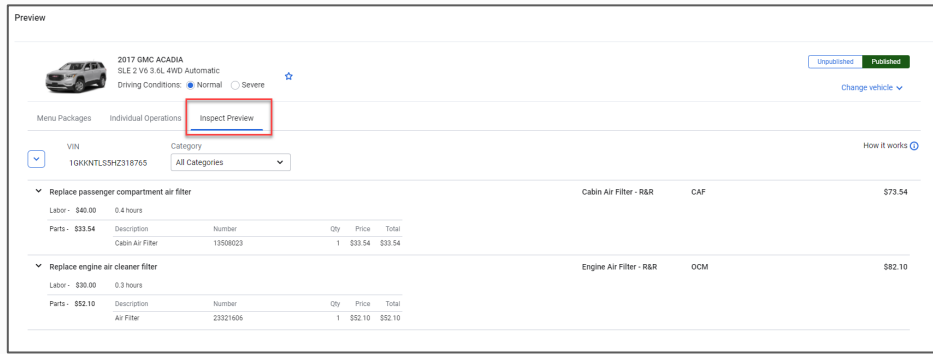 Preview
2017 GMC ACADIA
SLE 2 V6 3.6L 4WD Automatic
Driving Conditions: Normal Severe
Unpublished Published
Change vehicle
Menu Packages Individual Operations Inspect Preview
VIN Category How it works
1GKKNTLS5HZ318765 All Categories
Replace passenger compartment air filter Cabin Air Filter - R&R CAF $73.54
Labor - $40.00 0.4 hours
Parts - $33.54 Description Number Qty Price Total
Cabin Air Filter 13508023 1 $33.54 $33.54
Replace engine air cleaner filter Engine Air Filter - R&R OCM $82.10
Labor - $30.00 0.3 hours
Parts - $52.10 Description Number Qty Price Total
Air Filter 23321606 1 $52.10 $52.10